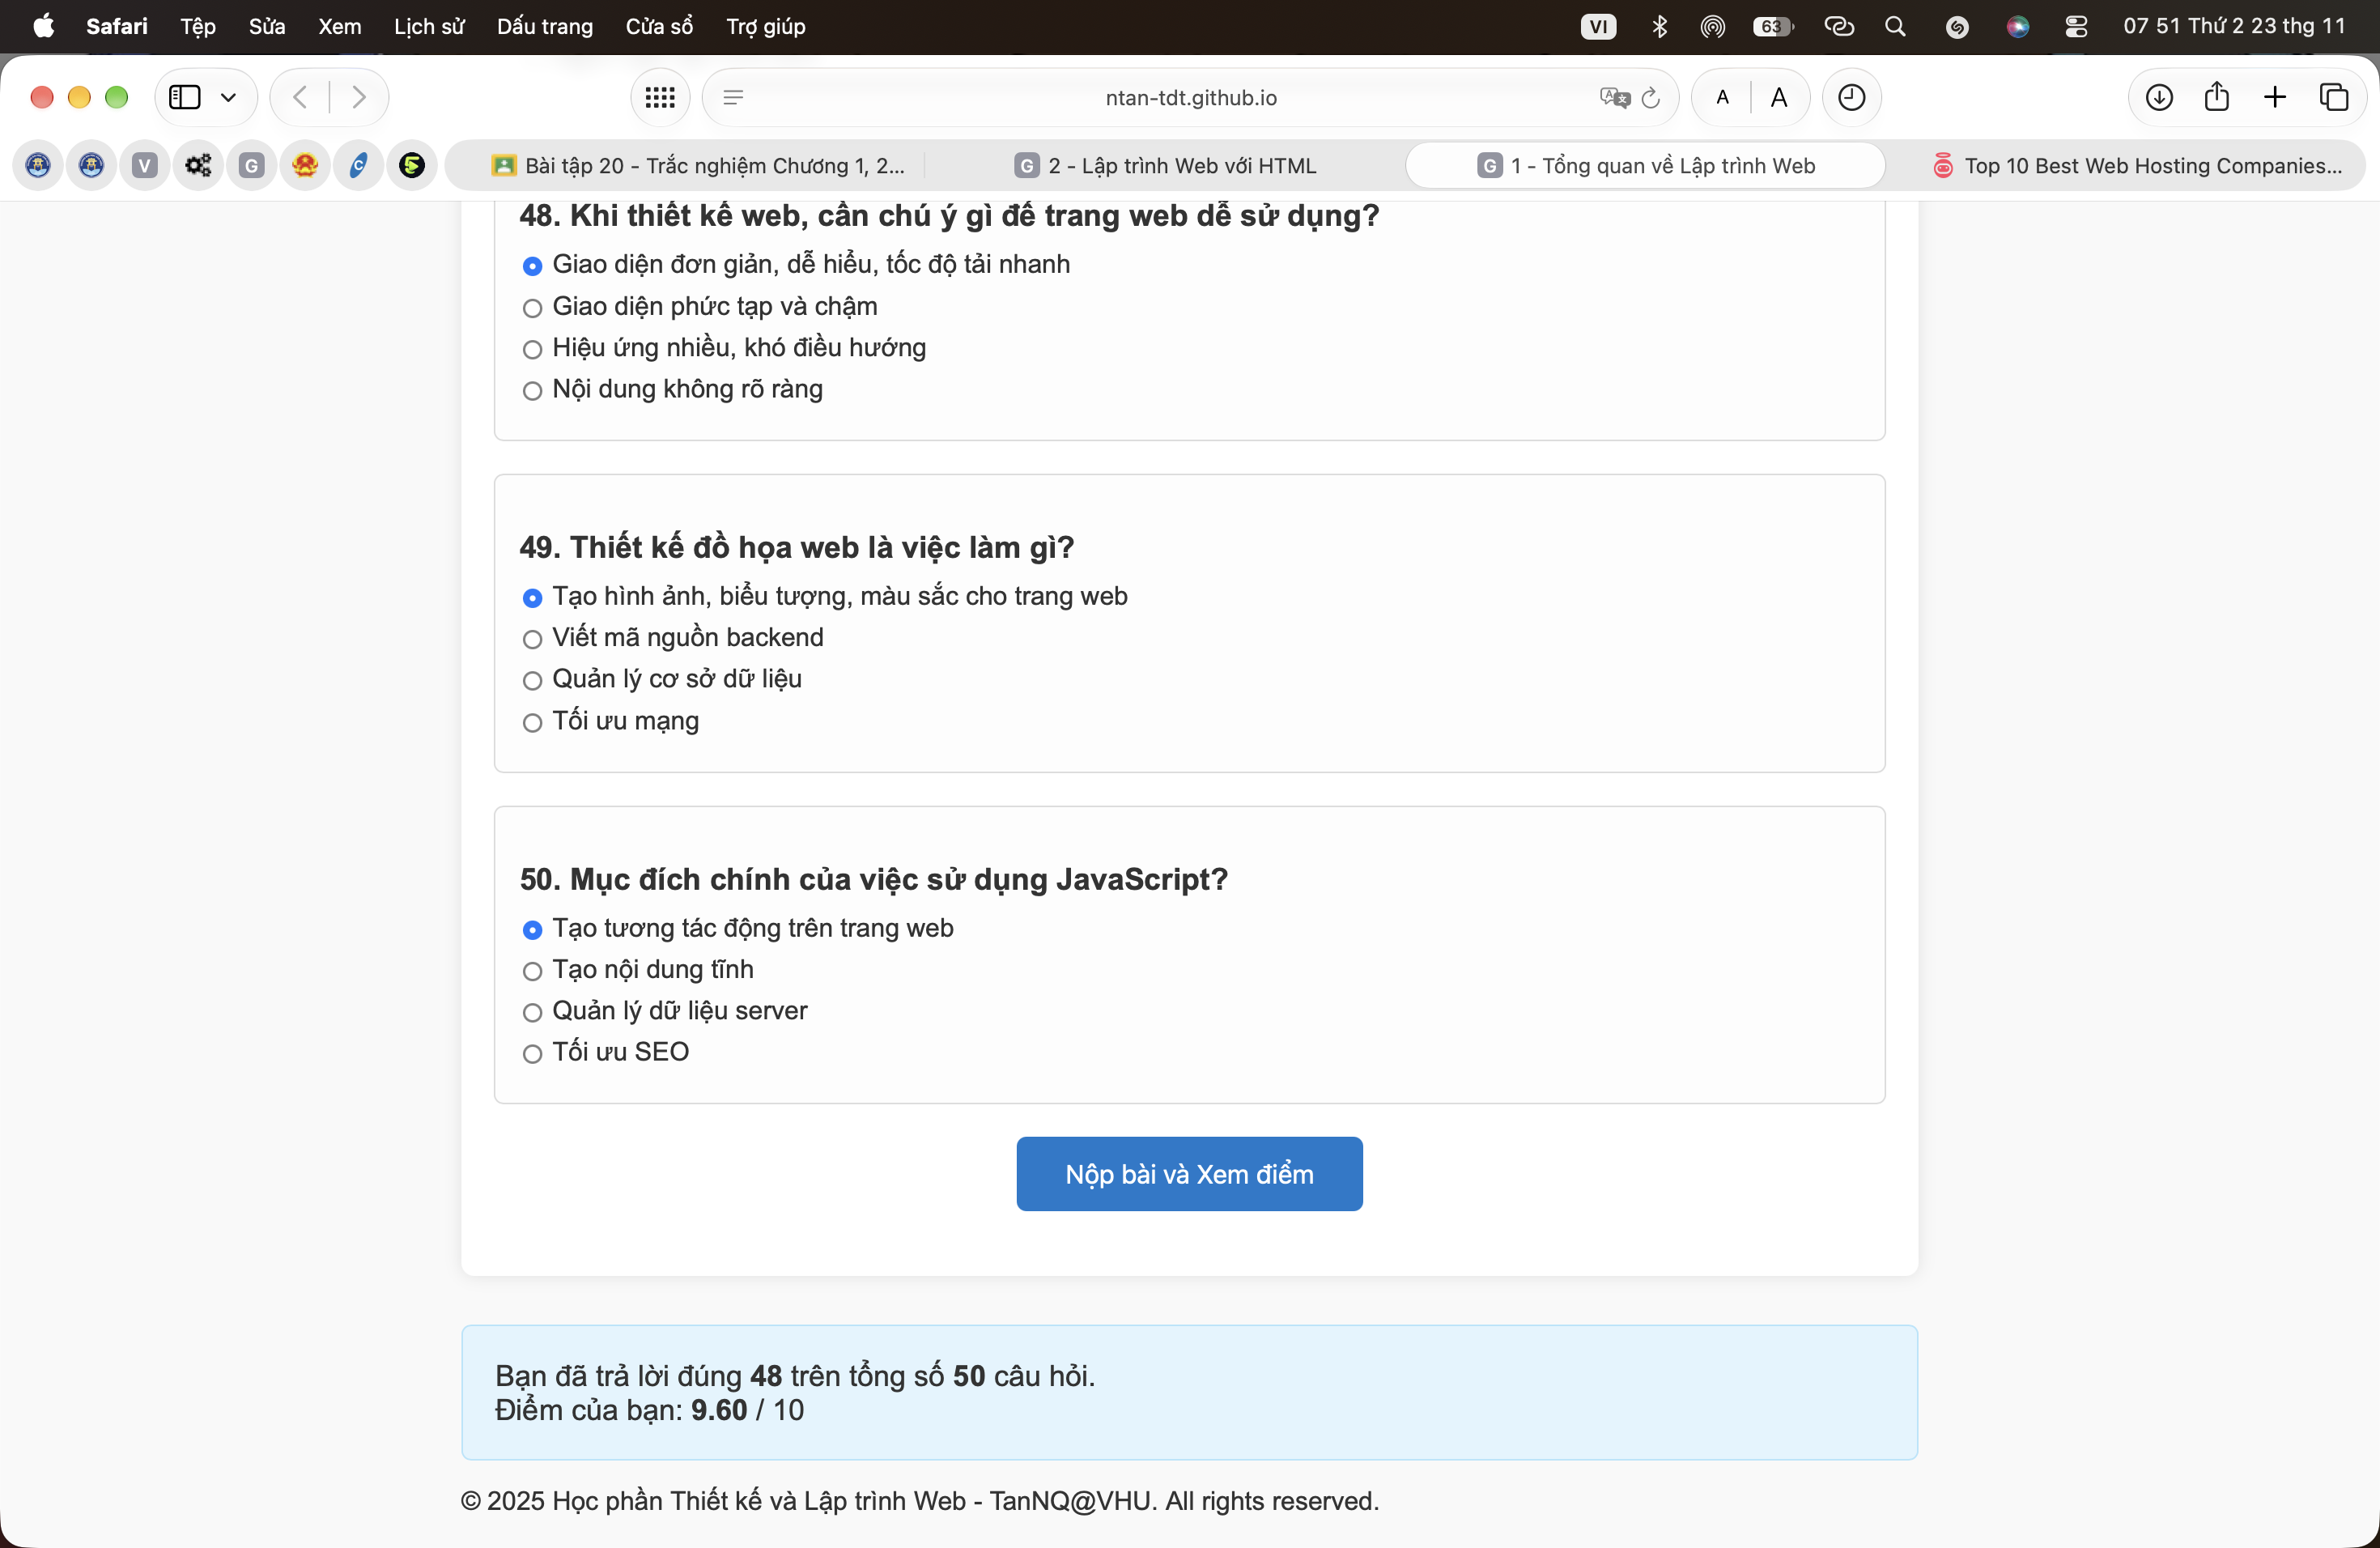 Safari Tệp Sửa Xem Lịch sử Dấu trang Cửa sổ Trợ giúp VI 63 07 51 Thứ 2 23 thg 11
ntan-tdt.github.io A A
V G Bài tập 20 - Trắc nghiệm Chương 1, 2... G 2 - Lập trình Web với HTML G 1 - Tổng quan về Lập trình Web Top 10 Best Web Hosting Companies...
48. Khi thiết kế web, cần chú ý gì để trang web dễ sử dụng?
Giao diện đơn giản, dễ hiểu, tốc độ tải nhanh
Giao diện phức tạp và chậm
Hiệu ứng nhiều, khó điều hướng
Nội dung không rõ ràng
49. Thiết kế đồ họa web là việc làm gì?
Tạo hình ảnh, biểu tượng, màu sắc cho trang web
Viết mã nguồn backend
Quản lý cơ sở dữ liệu
Tối ưu mạng
50. Mục đích chính của việc sử dụng JavaScript?
Tạo tương tác động trên trang web
Tạo nội dung tĩnh
Quản lý dữ liệu server
Tối ưu SEO
Nộp bài và Xem điểm
Bạn đã trả lời đúng 48 trên tổng số 50 câu hỏi.
Điểm của bạn: 9.60 / 10
© 2025 Học phần Thiết kế và Lập trình Web - TanNQ@VHU. All rights reserved.